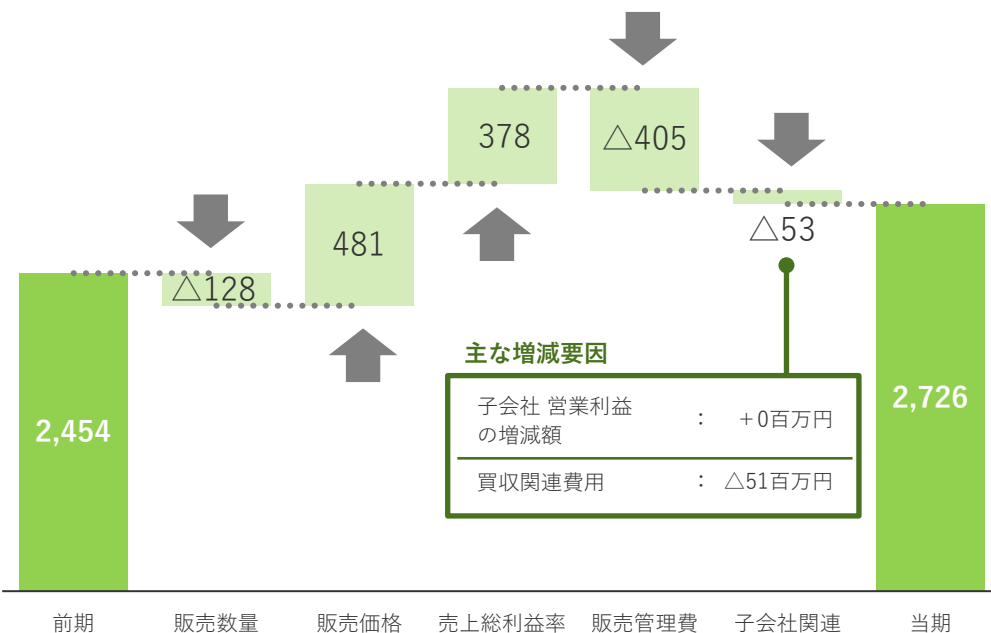 378
△405
481
△53
△128
主な増減要因
子会社 営業利益
の増減額 : +0百万円
買収関連費用 : △51百万円
2,454
2,726
前期 販売数量 販売価格 売上総利益率 販売管理費 子会社関連 当期